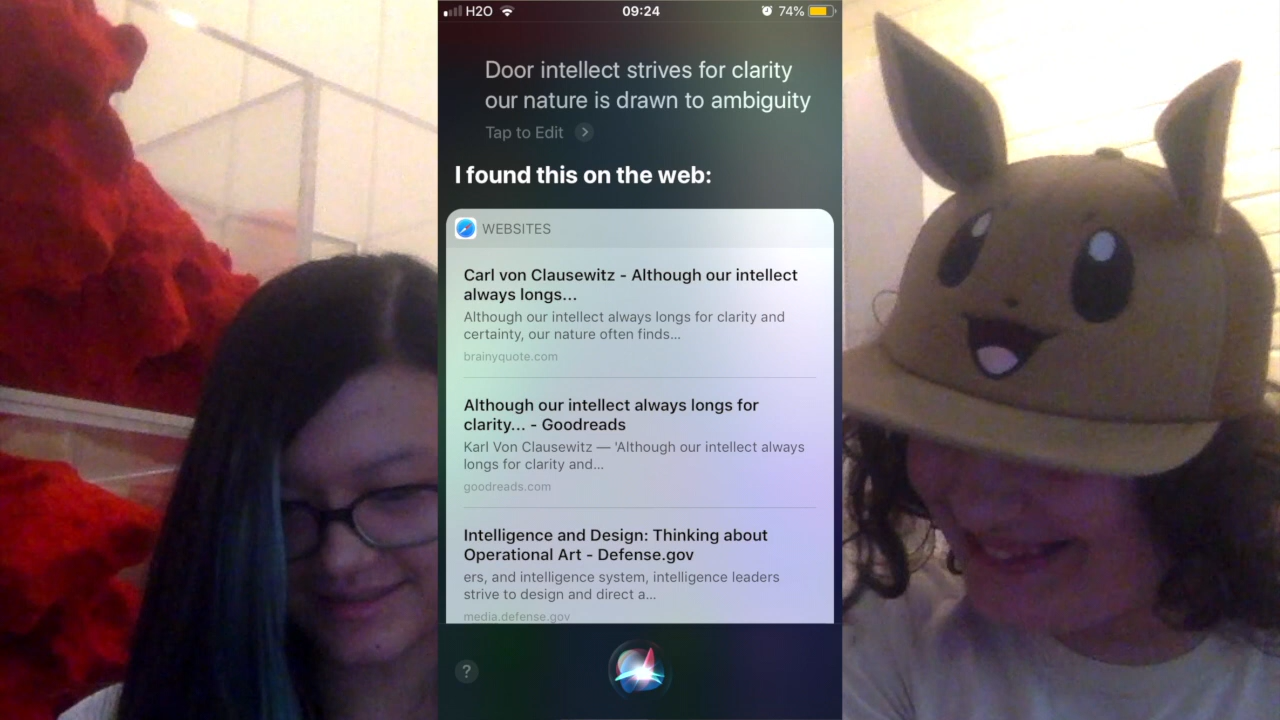 H2O 09:24 74%
Door intellect strives for clarity
our nature is drawn to ambiguity
Tap to Edit
I found this on the web:
WEBSITES
Carl von Clausewitz - Although our intellect
always longs...
Although our intellect always longs for clarity and
certainty, our nature often finds...
brainyquote.com
Although our intellect always longs for
clarity... - Goodreads
Karl Von Clausewitz — 'Although our intellect always
longs for clarity and...
goodreads.com
Intelligence and Design: Thinking about
Operational Art - Defense.gov
ers, and intelligence system, intelligence leaders
strive to design and direct a...
media.defense.gov
?